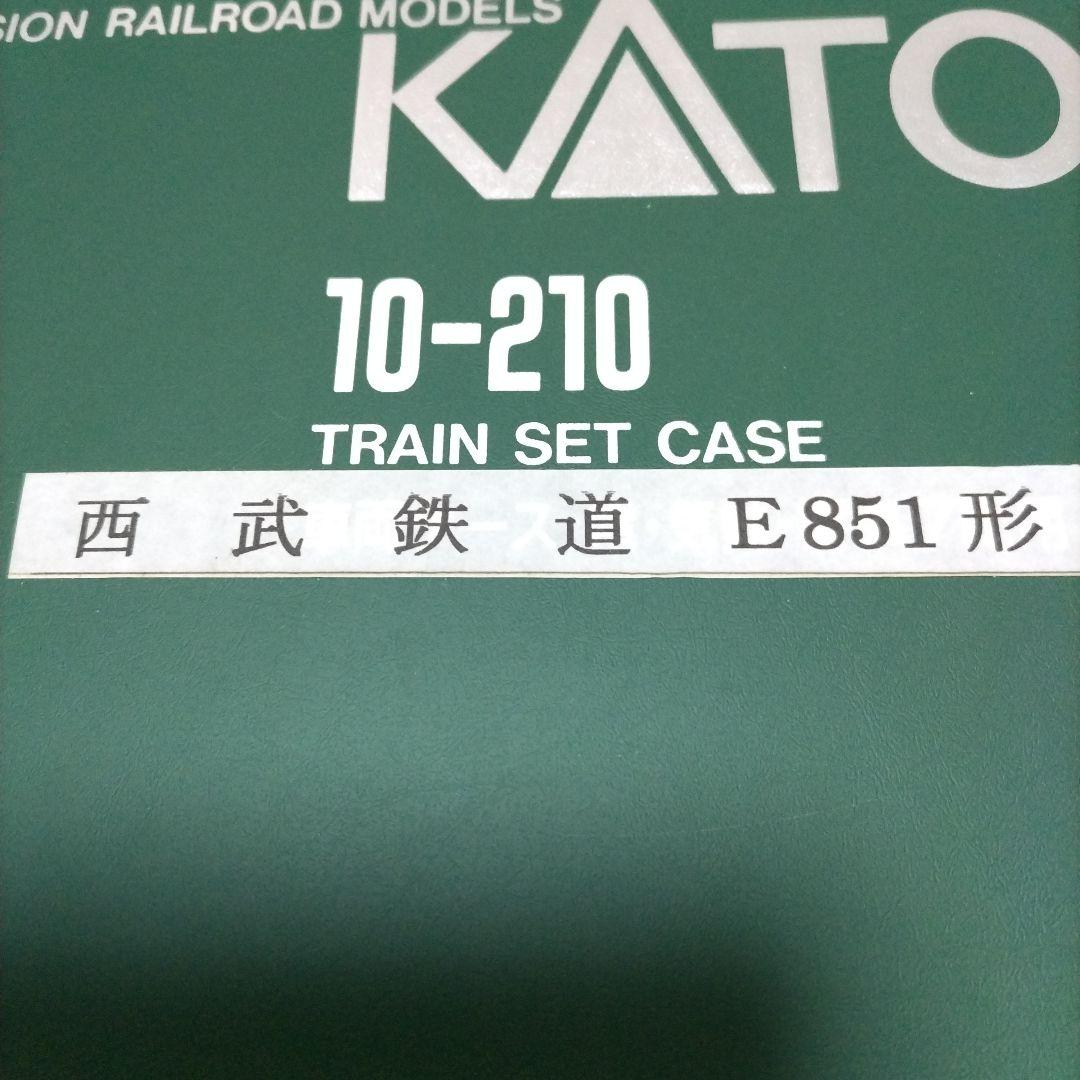 SION RAILROAD MODELS
KATO
10-210
TRAIN SET CASE
西武鉄道 E851形